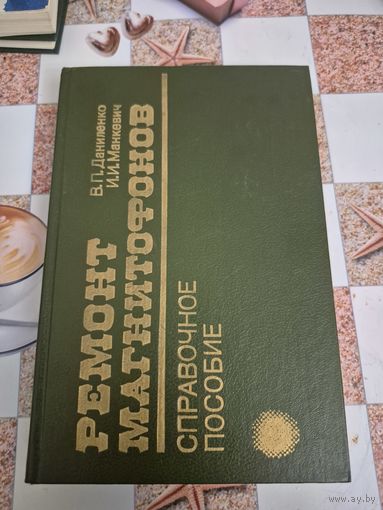 В.П.Даниленко
И.И.Манкевич
РЕМОНТ
МАГНИТОФОНОВ
СПРАВОЧНОЕ
ПОСОБИЕ
www.ay.by